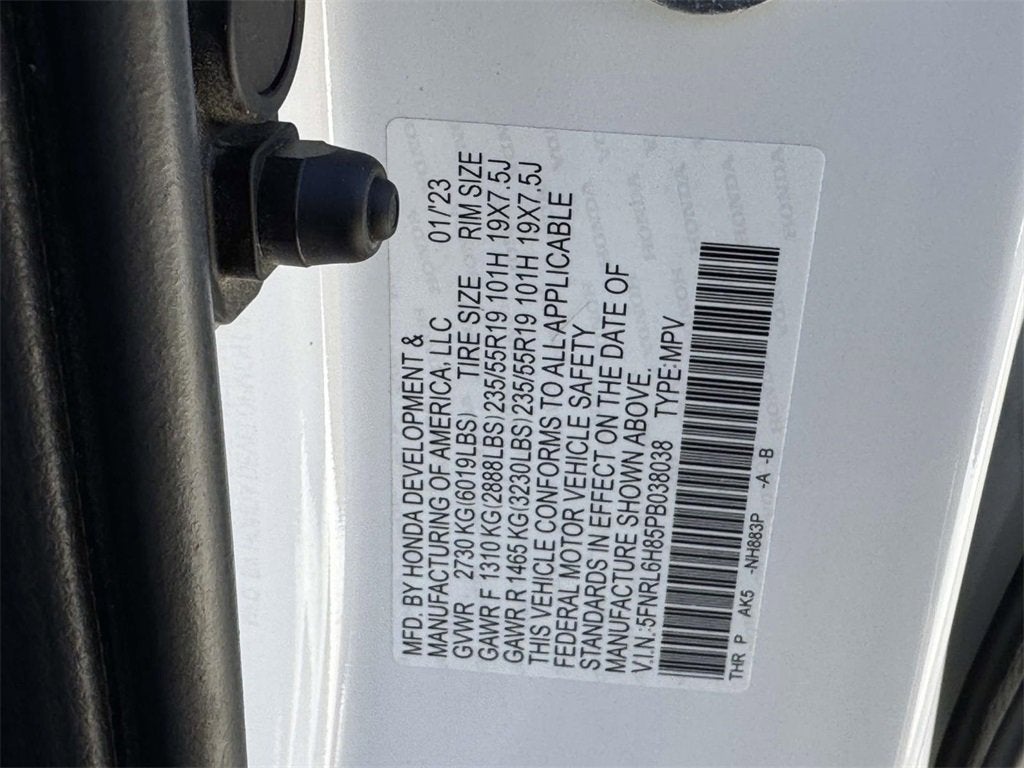 MFD. BY HONDA DEVELOPMENT &
MANUFACTURING OF AMERICA, LLC 01/'23
GVWR 2730 KG(6019LBS) TIRE SIZE RIM SIZE
GAWR F 1310 KG(2888LBS) 235/55R19 101H 19X7.5J
GAWR R 1465 KG(3230LBS) 235/55R19 101H 19X7.5J
THIS VEHICLE CONFORMS TO ALL APPLICABLE
FEDERAL MOTOR VEHICLE SAFETY
STANDARDS IN EFFECT ON THE DATE OF
MANUFACTURE SHOWN ABOVE.
V.I.N.:5FNRL6H85PB038038 TYPE:MPV
THR P AK5 -NH883P -A -B
HONDA